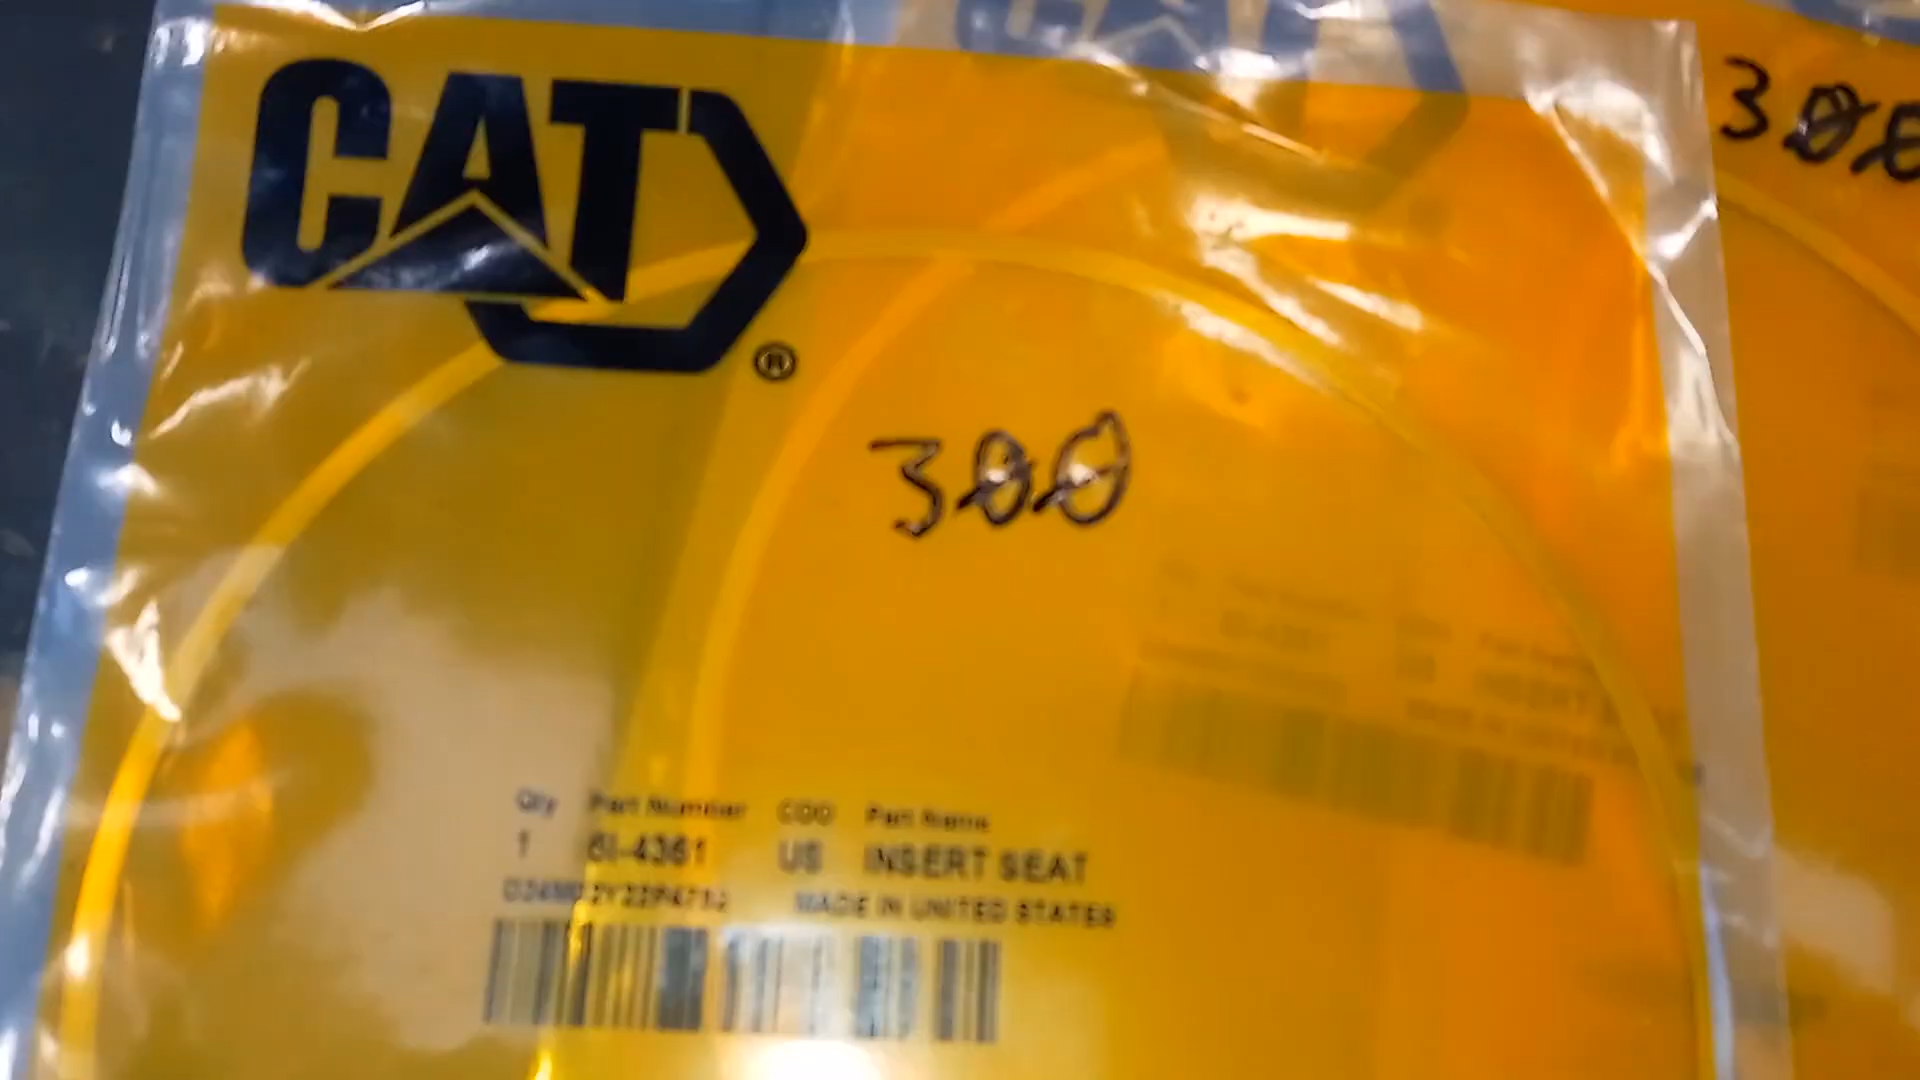 CAT
®
300
300
Qty Part Number COO Part Name
1 6I-4361 US INSERT SEAT
MADE IN UNITED STATES